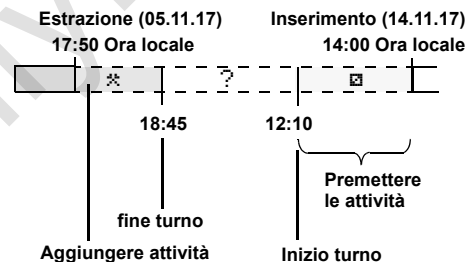 Estrazione (05.11.17) Inserimento (14.11.17)
17:50 Ora locale 14:00 Ora locale
?
18:45 12:10
Premettere
le attività
fine turno
Aggiungere attività Inizio turno